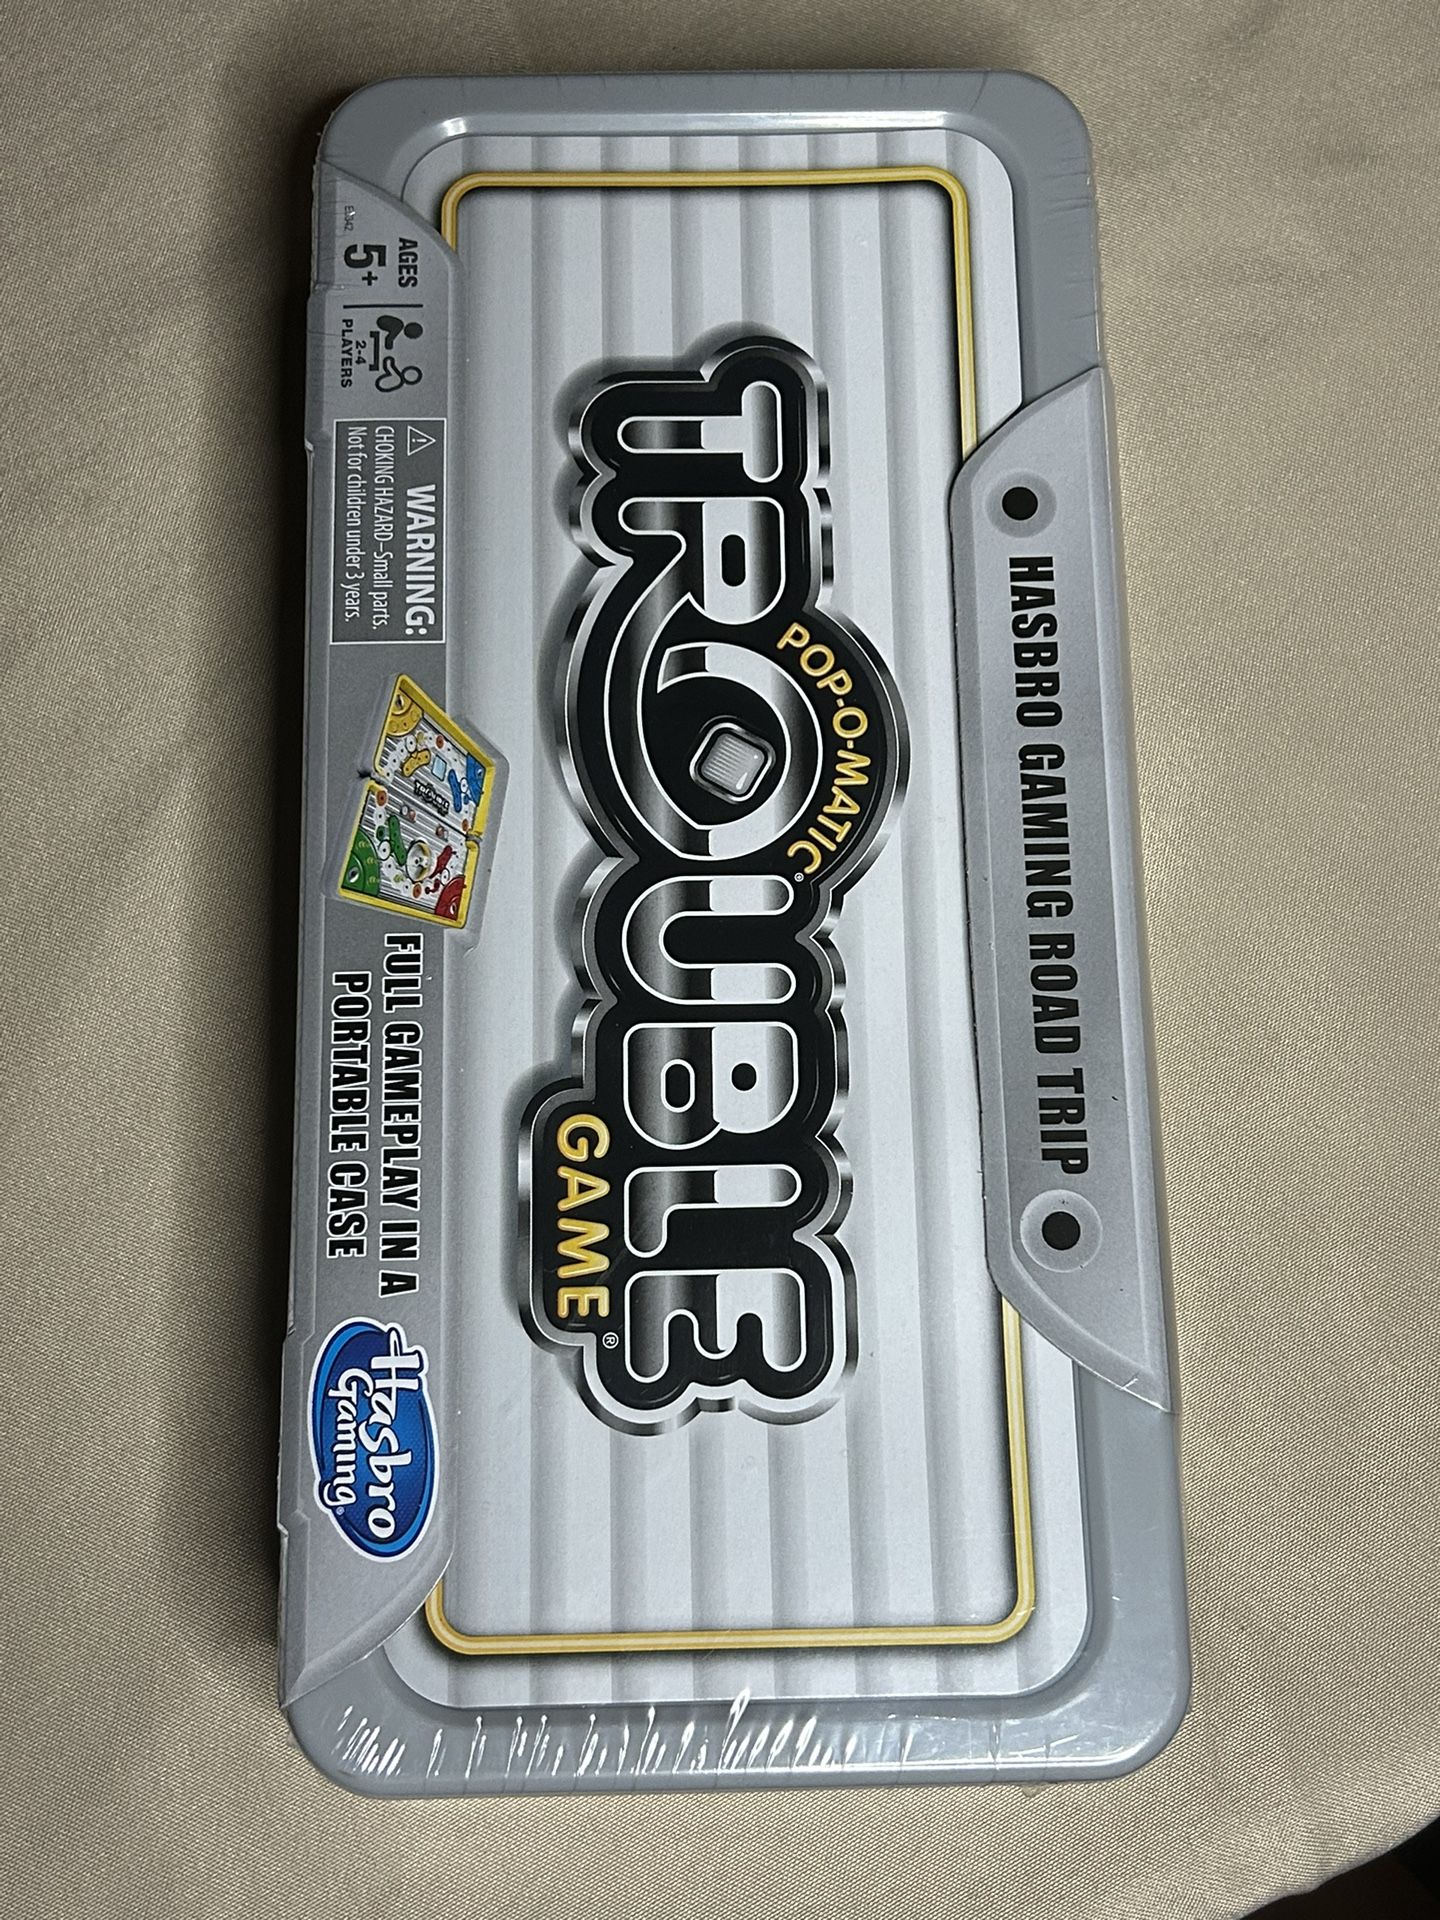 HASBRO GAMING ROAD TRIP
POP-O-MATIC®
TROUBLE
GAME®
AGES
5+
2-4
PLAYERS
WARNING:
CHOKING HAZARD–Small parts.
Not for children under 3 years.
FULL GAMEPLAY IN A
PORTABLE CASE
Hasbro
Gaming®